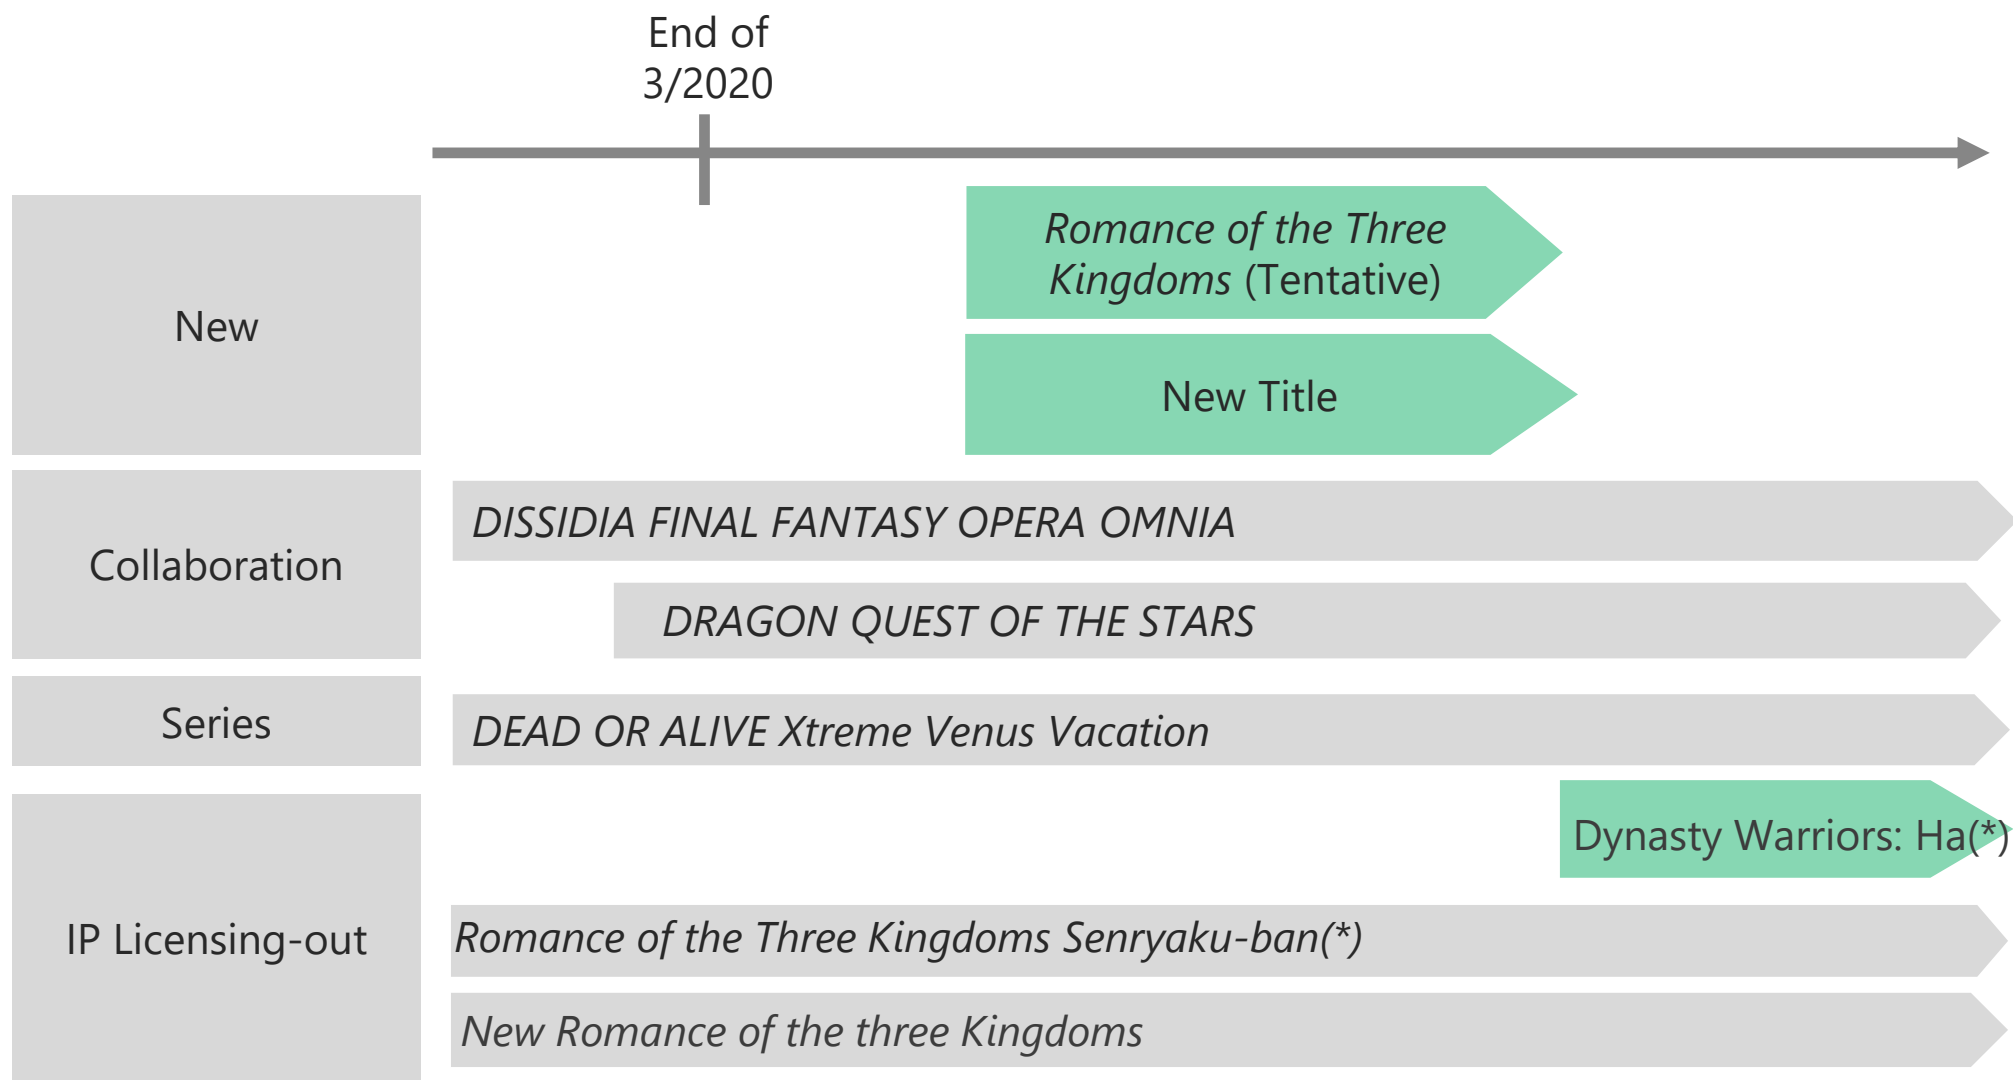 End of
3/2020
New
Romance of the Three
Kingdoms (Tentative)
New Title
Collaboration
DISSIDIA FINAL FANTASY OPERA OMNIA
DRAGON QUEST OF THE STARS
Series
DEAD OR ALIVE Xtreme Venus Vacation
IP Licensing-out
Dynasty Warriors: Ha(*)
Romance of the Three Kingdoms Senryaku-ban(*)
New Romance of the three Kingdoms